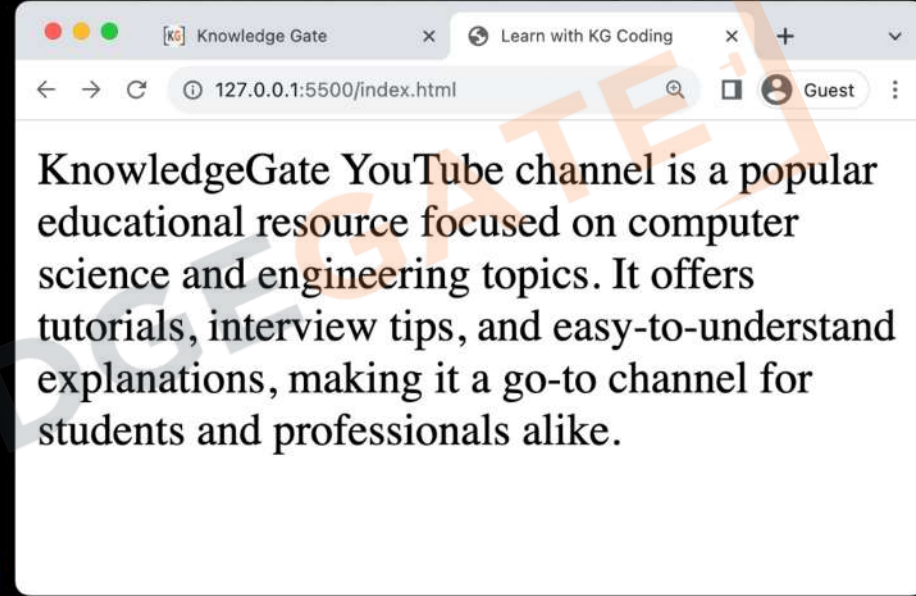 KG Knowledge Gate Learn with KG Coding
127.0.0.1:5500/index.html Guest
KnowledgeGate YouTube channel is a popular
educational resource focused on computer
science and engineering topics. It offers
tutorials, interview tips, and easy-to-understand
explanations, making it a go-to channel for
students and professionals alike.
DGEGATE